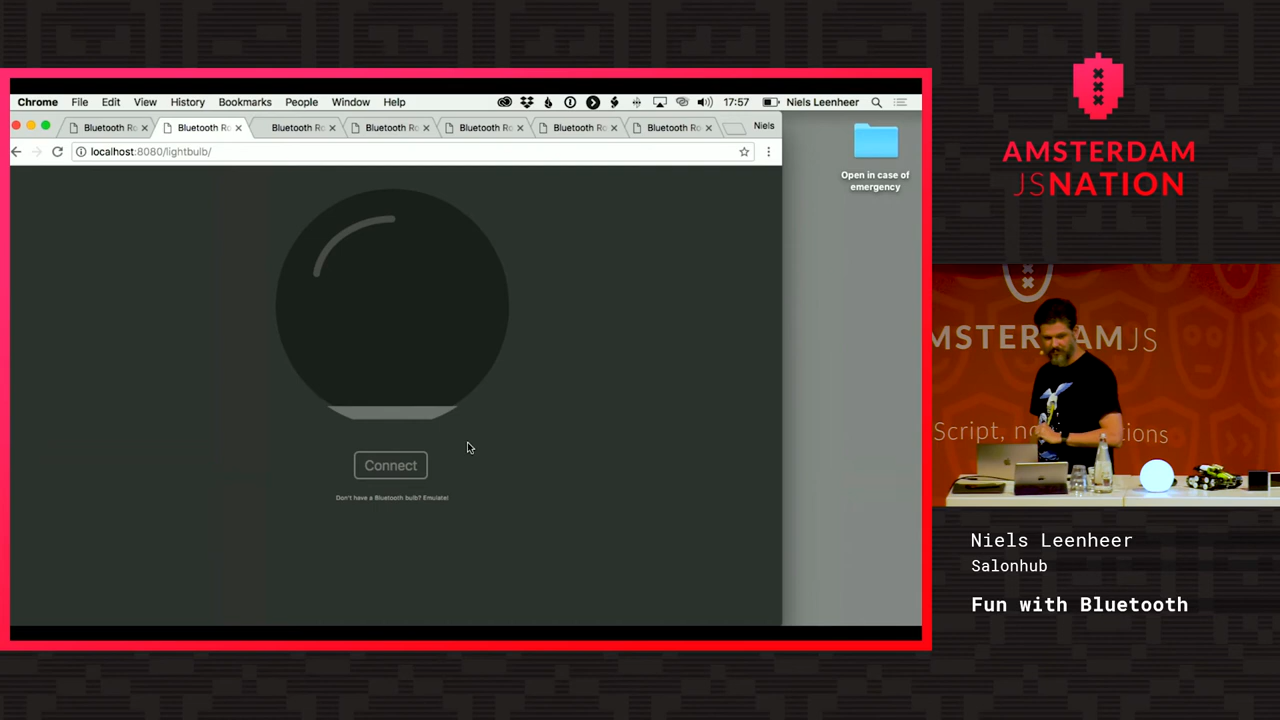 Chrome File Edit View History Bookmarks People Window Help 17:57 Niels Leenheer
Bluetooth Ro Bluetooth Ro Bluetooth Ro Bluetooth Ro Bluetooth Ro Bluetooth Ro Bluetooth Ro Niels
localhost:8080/lightbulb/
Open in case of
emergency
Connect
Don't have a Bluetooth bulb? Emulate!
AMSTERDAM
JSNATION
MSTERDAMJS
Script, no
Niels Leenheer
Salonhub
Fun with Bluetooth